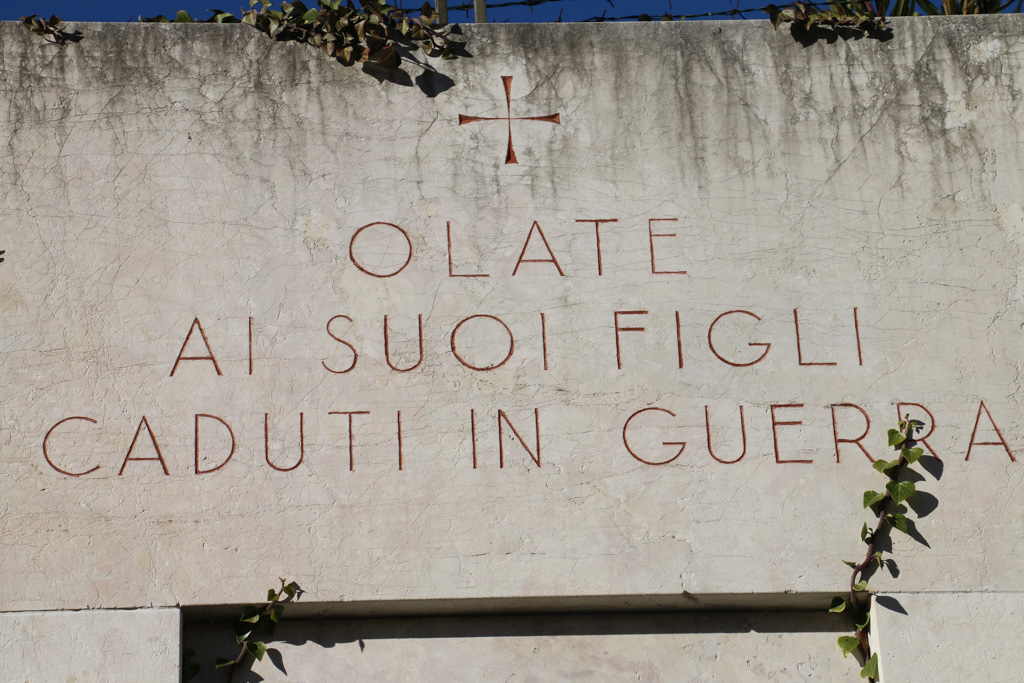 OLATE
AI SUOI FIGLI
CADUTI IN GUERRA